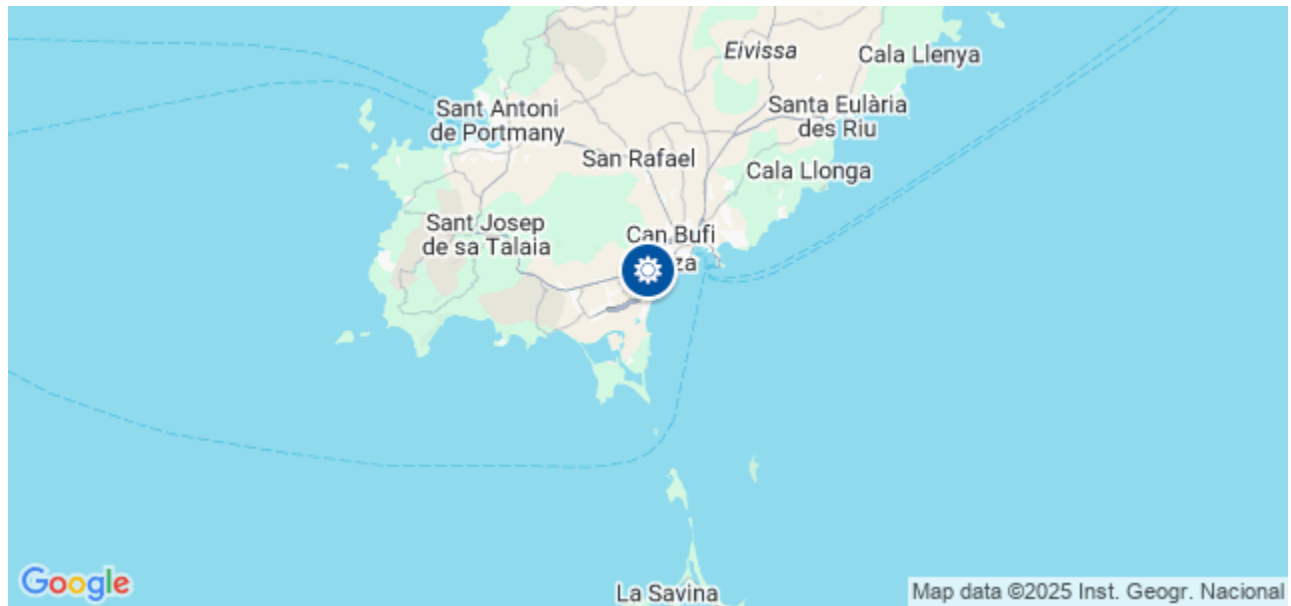 Eivissa
Cala Llenya
Sant Antoni
de Portmany
Santa Eulària
des Riu
San Rafael
Cala Llonga
Sant Josep
de sa Talaia
Can Bufi
za
La Savina
Google
Map data ©2025 Inst. Geogr. Nacional